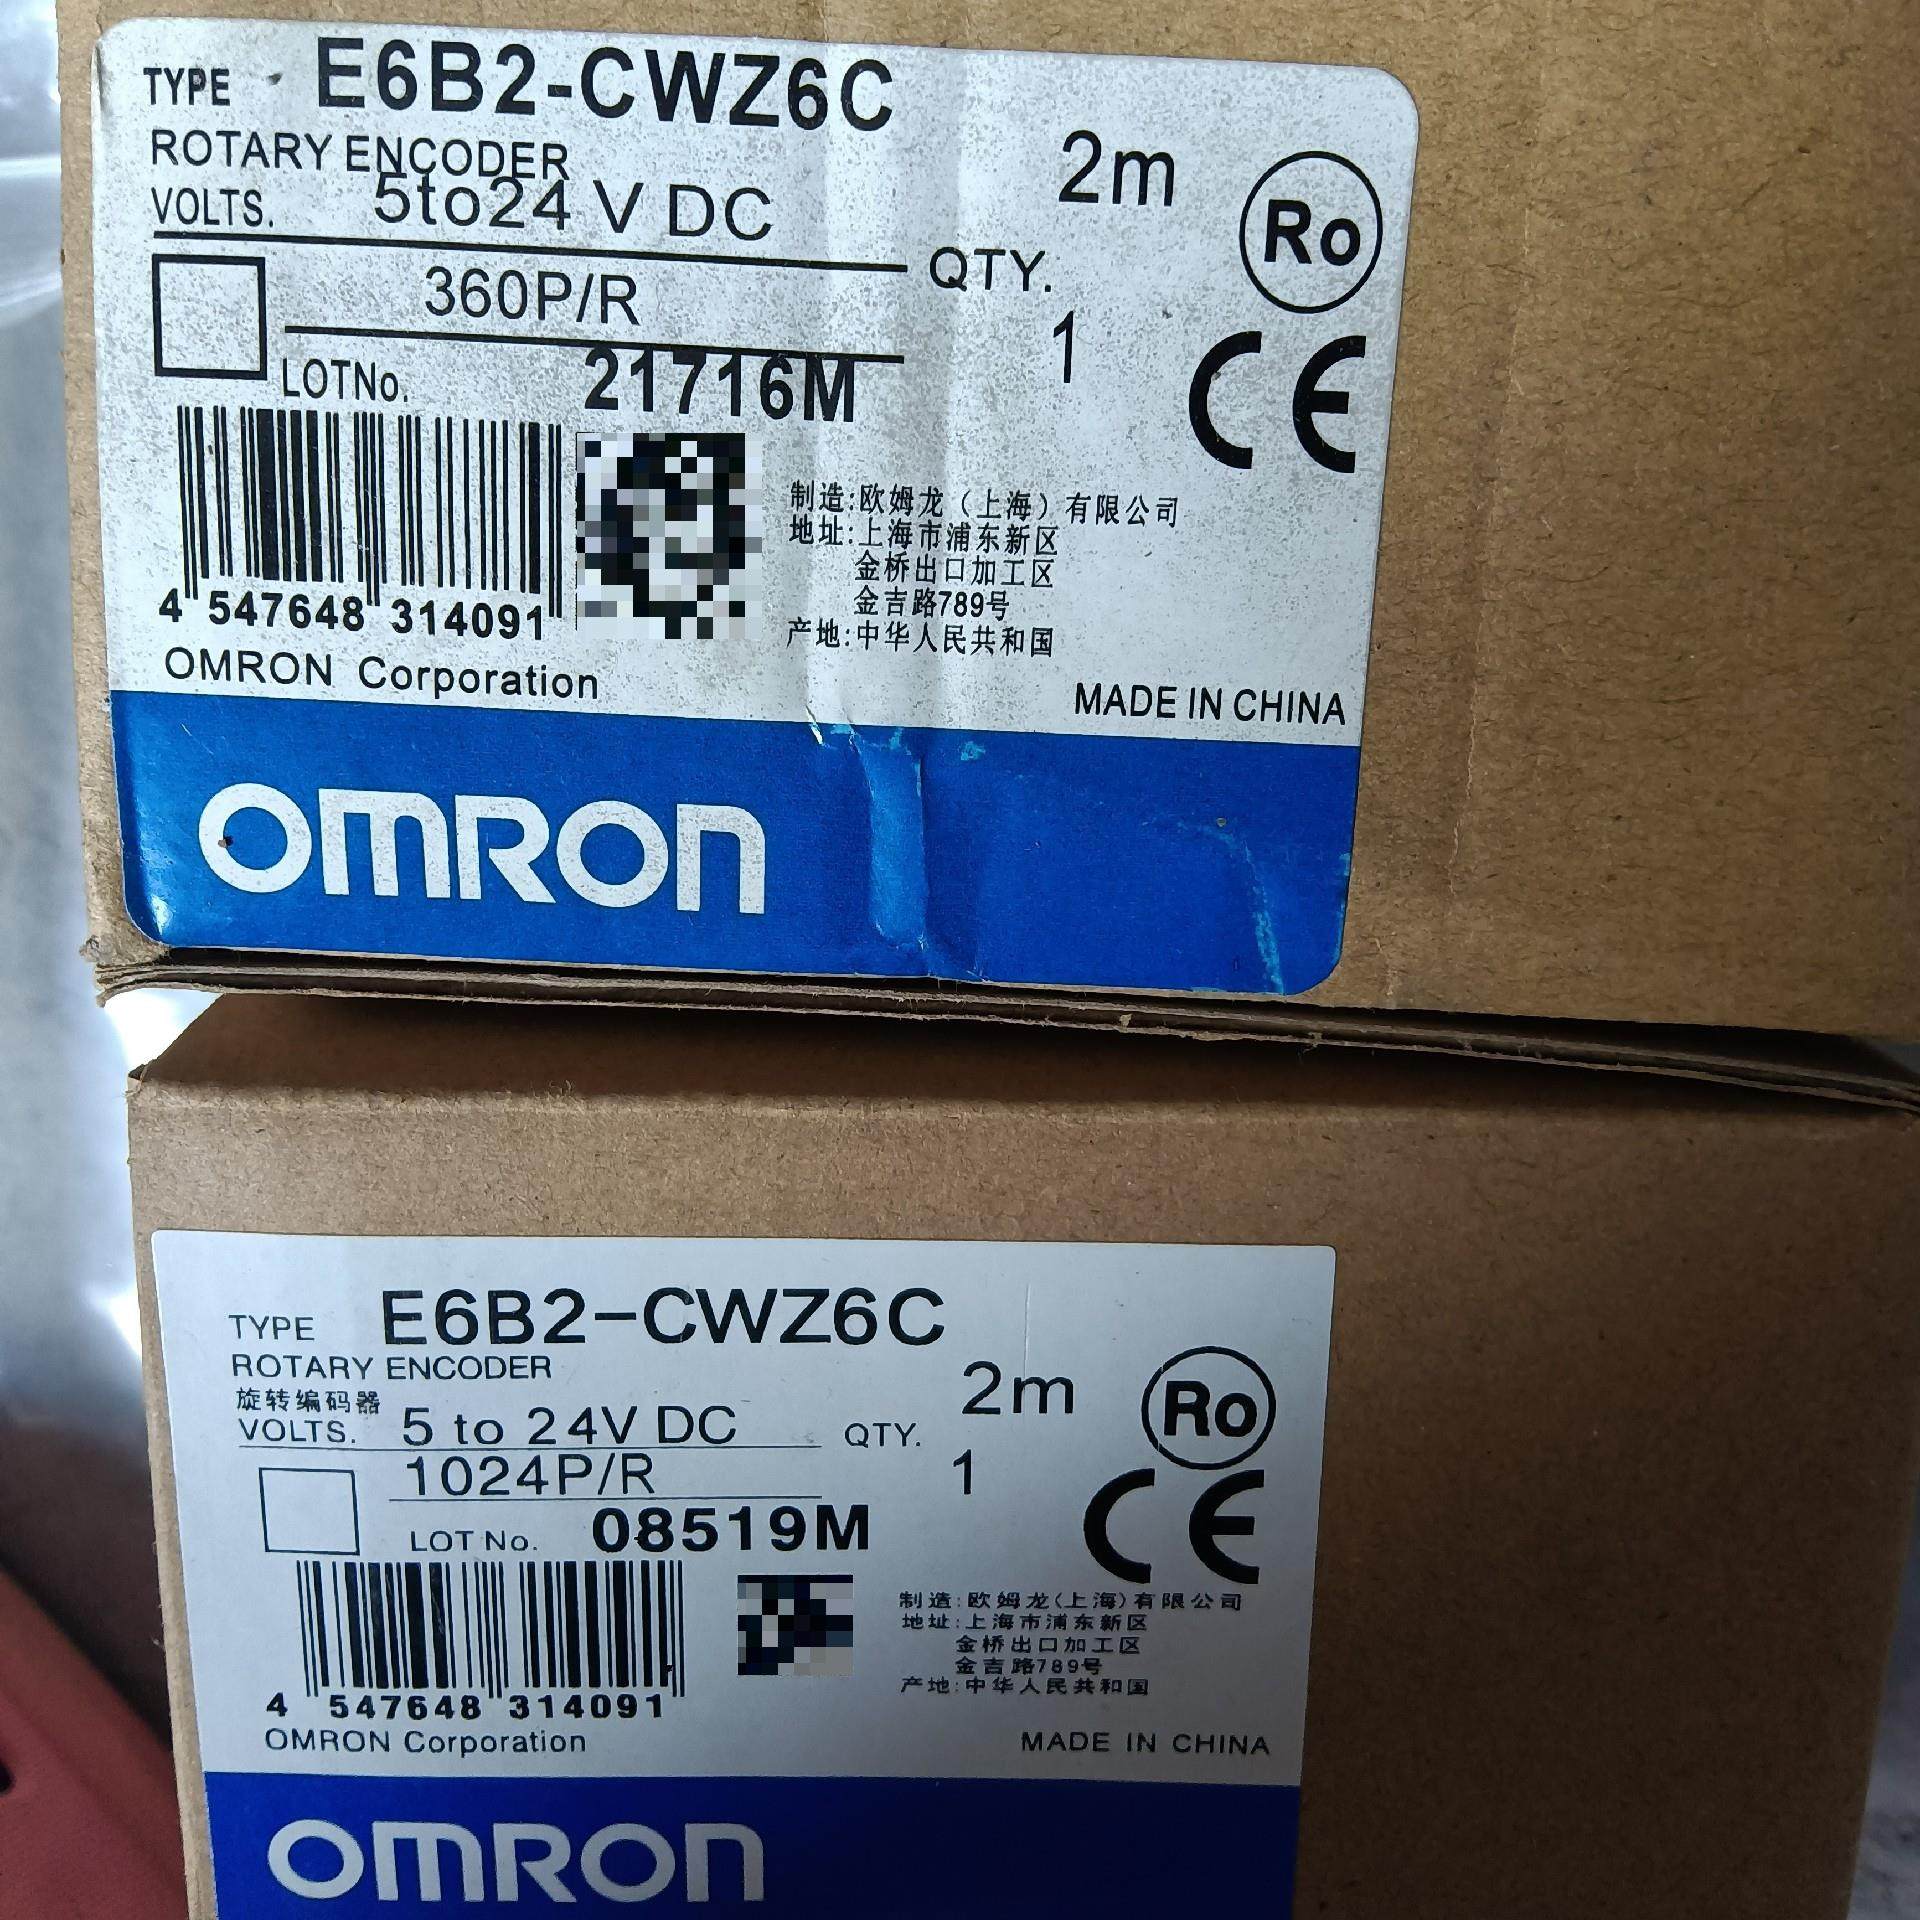 TYPE E6B2-CWZ6C
ROTARY ENCODER
VOLTS. 5to24 V DC
2m
Ro
360P/R
QTY.
1
LOTNo. 21716M
CE
制造:欧姆龙（上海）有限公司
地址:上海市浦东新区
金桥出口加工区
金吉路789号
产地:中华人民共和国
4 547648 314091
OMRON Corporation
MADE IN CHINA
OMRON
TYPE E6B2-CWZ6C
ROTARY ENCODER
旋转编码器
VOLTS. 5 to 24V DC
2m
Ro
QTY.
1
1024P/R
LOT No. 08519M
CE
制造:欧姆龙(上海)有限公司
地址:上海市浦东新区
金桥出口加工区
金吉路789号
产地:中华人民共和国
4 547648 314091
OMRON Corporation
MADE IN CHINA
OMRON